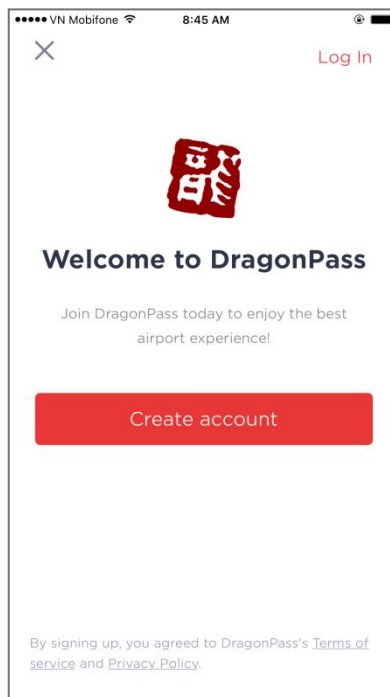 VN Mobifone 8:45 AM
Log In
Welcome to DragonPass
Join DragonPass today to enjoy the best
airport experience!
Create account
By signing up, you agreed to DragonPass's Terms of
service and Privacy Policy.